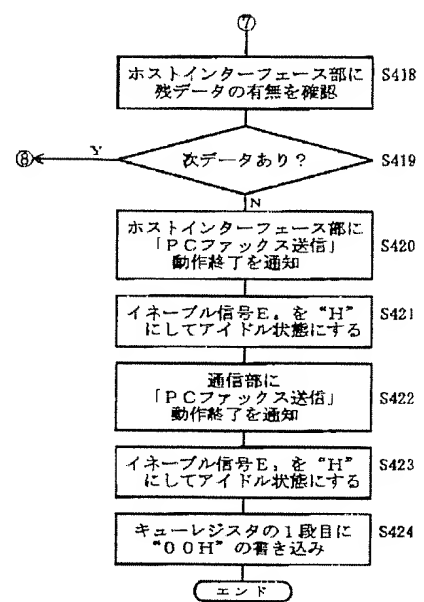 ⑦
ホストインターフェース部に
残データの有無を確認
S418
次データあり?
S419
Y
⑧
N
ホストインターフェース部に
「PCファックス送信」
動作終了を通知
S420
イネーブル信号E を “H”
にしてアイドル状態にする
S421
通信部に
「PCファックス送信」
動作終了を通知
S422
イネーブル信号E を “H”
にしてアイドル状態にする
S423
キューレジスタの1段目に
“00H”の書き込み
S424
エンド